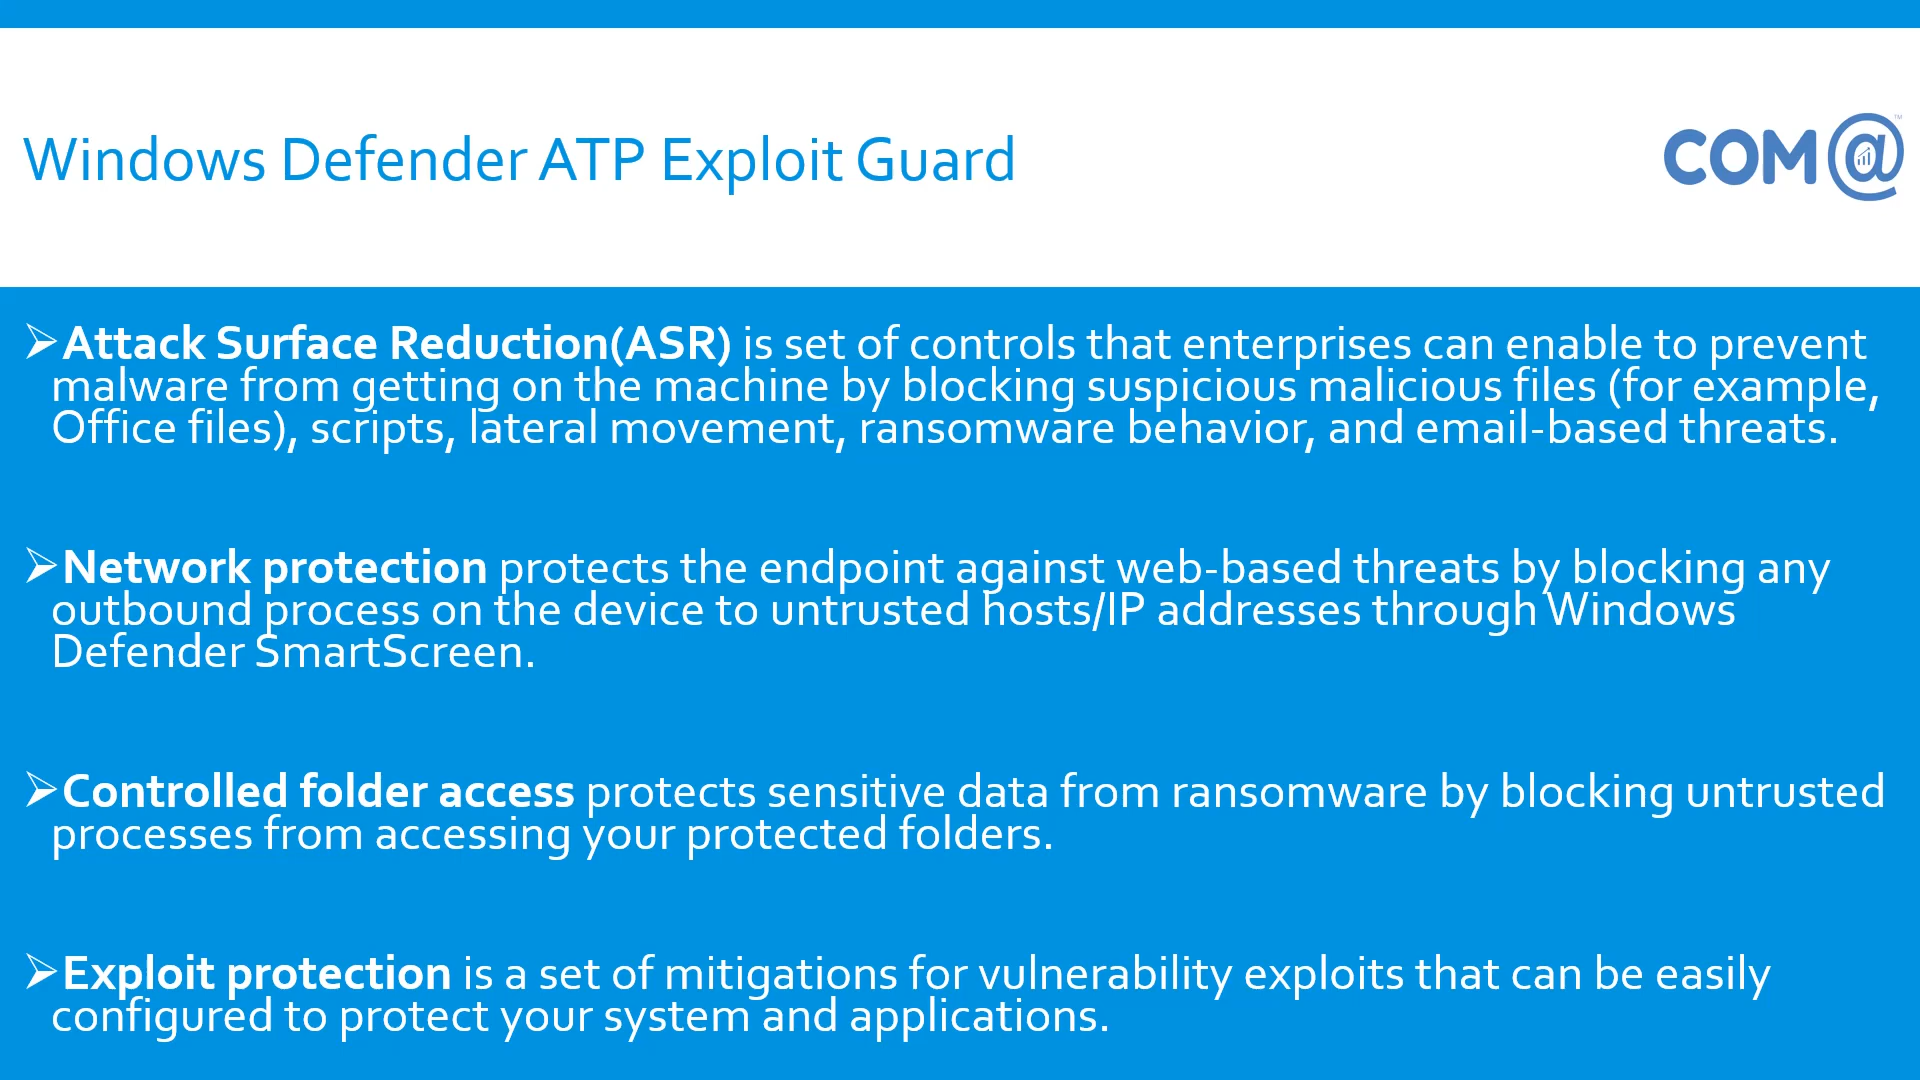 Windows Defender ATP Exploit Guard
COM@
™
➢Attack Surface Reduction(ASR) is set of controls that enterprises can enable to prevent
malware from getting on the machine by blocking suspicious malicious files (for example,
Office files), scripts, lateral movement, ransomware behavior, and email-based threats.
➢Network protection protects the endpoint against web-based threats by blocking any
outbound process on the device to untrusted hosts/IP addresses through Windows
Defender SmartScreen.
➢Controlled folder access protects sensitive data from ransomware by blocking untrusted
processes from accessing your protected folders.
➢Exploit protection is a set of mitigations for vulnerability exploits that can be easily
configured to protect your system and applications.